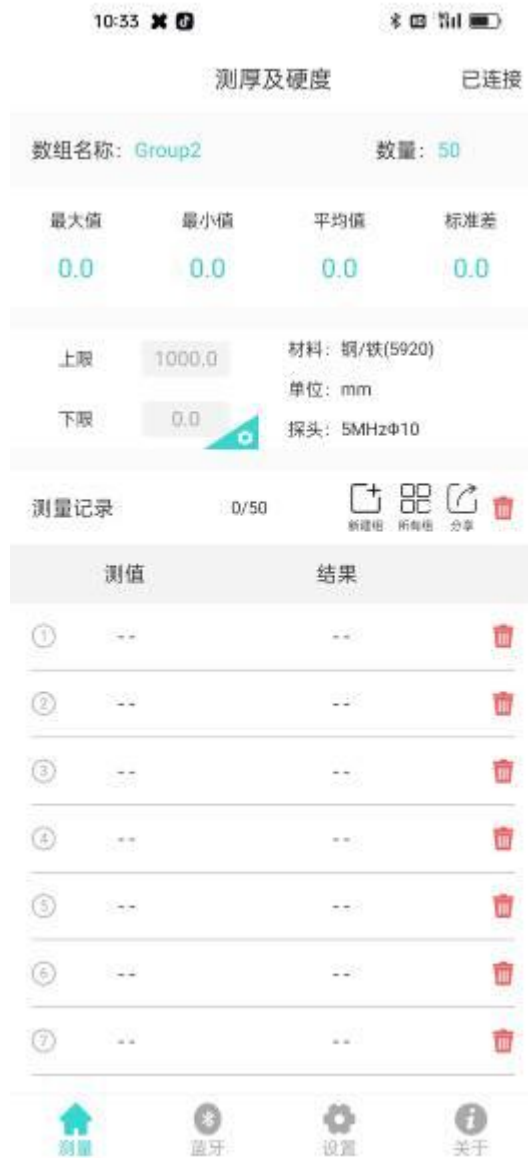 10:33
测厚及硬度 已连接
数组名称：Group2 数量：50
最大值 最小值 平均值 标准差
0.0 0.0 0.0 0.0
上限 1000.0
下限 0.0
材料：钢/铁(5920)
单位：mm
探头：5MHzΦ10
测量记录 0/50 新建组 所有组 分享
测值 结果
① -- --
② -- --
③ -- --
④ -- --
⑤ -- --
⑥ -- --
⑦ -- --
测量 蓝牙 设置 关于